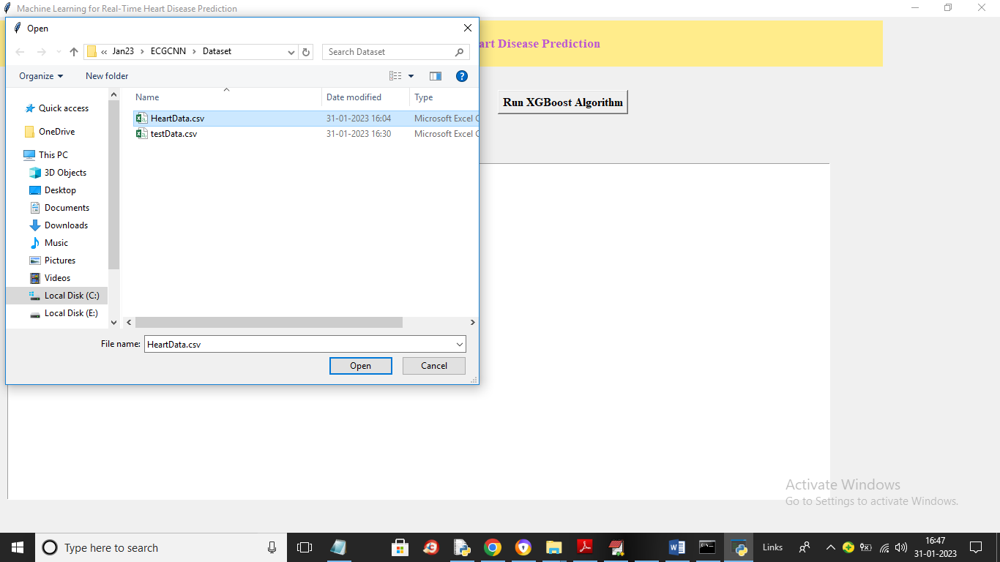 Machine Learning for Real-Time Heart Disease Prediction
Open
« Jan23 > ECGCNN > Dataset
Search Dataset
Organize
New folder
Name
Date modified
Type
Quick access
OneDrive
This PC
3D Objects
Desktop
Documents
Downloads
Music
Pictures
Videos
Local Disk (C:)
Local Disk (E:)
HeartData.csv 31-01-2023 16:04 Microsoft Excel C
testData.csv 31-01-2023 16:30 Microsoft Excel C
File name: HeartData.csv
Open
Cancel
art Disease Prediction
Run XGBoost Algorithm
Activate Windows
Go to Settings to activate Windows.
Type here to search
Links
16:47
31-01-2023